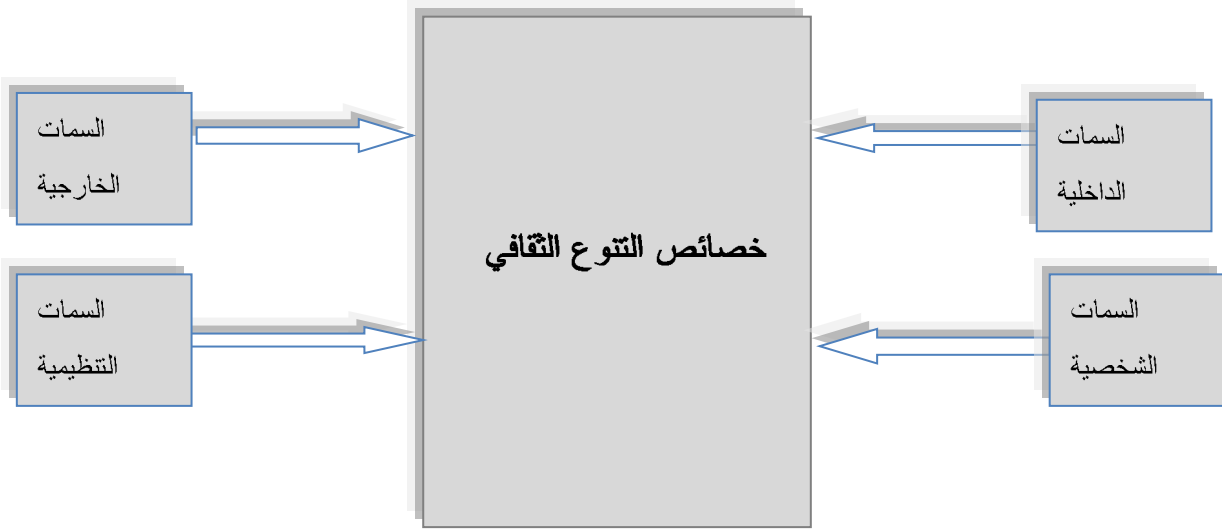 السمات
الداخلية
السمات
الخارجية
خصائص التنوع الثقافي
السمات
الشخصية
السمات
التنظيمية